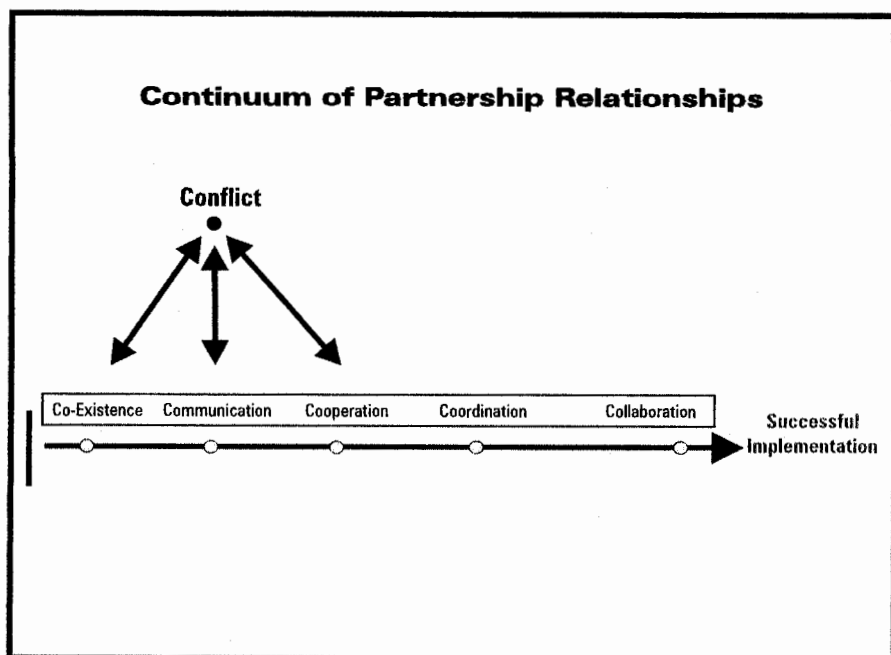 Continuum of Partnership Relationships
Conflict
Co-Existence Communication Cooperation Coordination Collaboration
Successful
Implementation